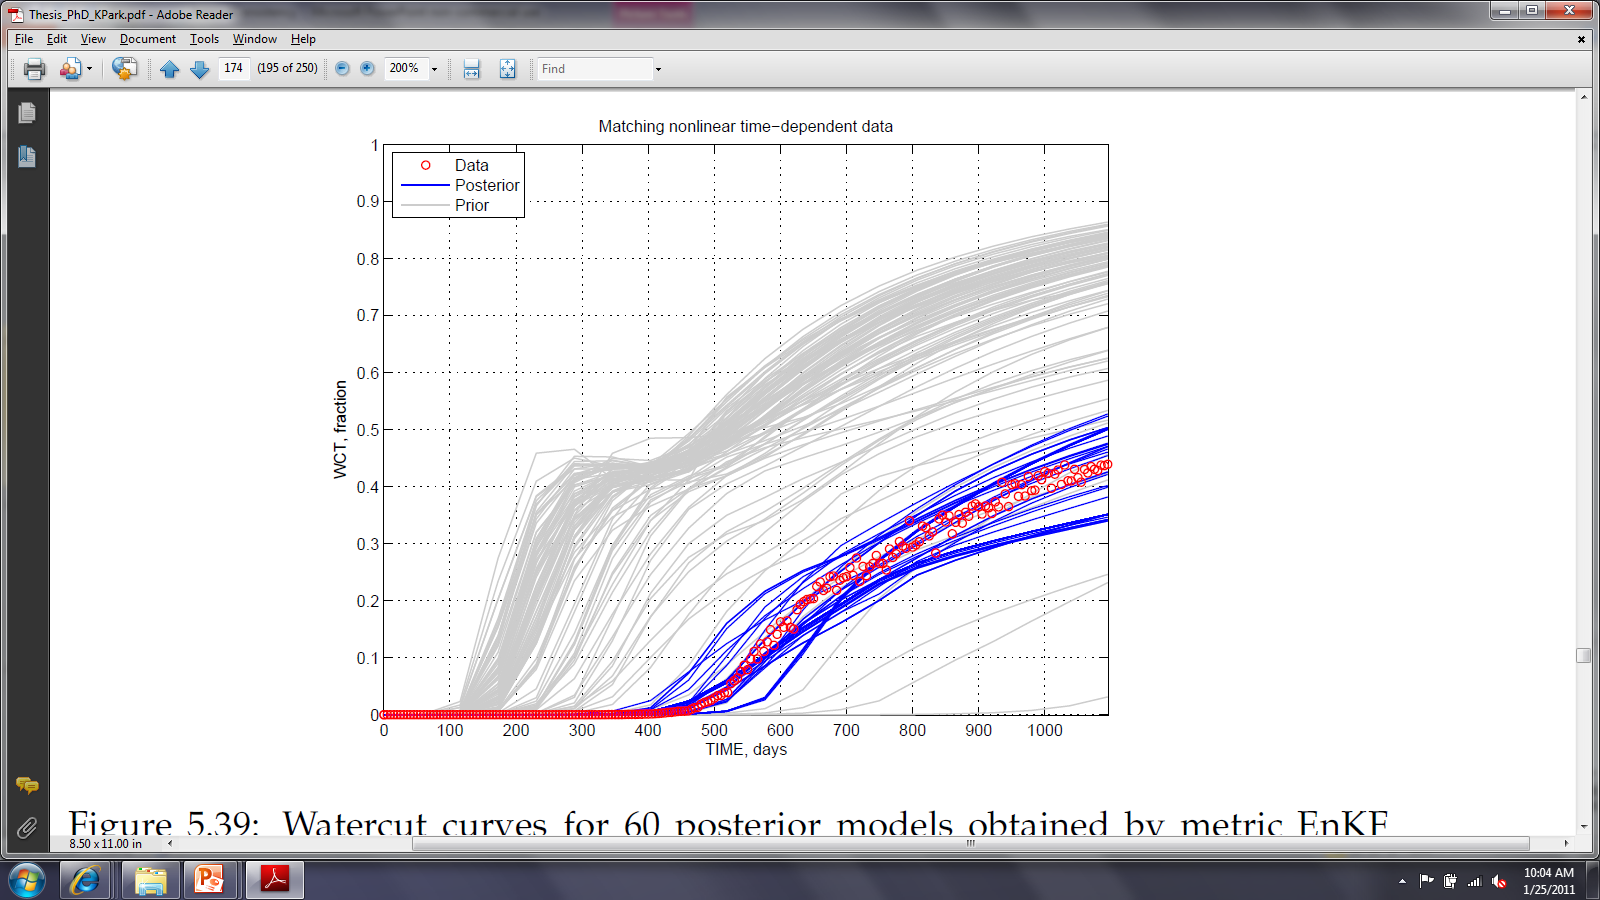 Thesis_PhD_KPark.pdf - Adobe Reader
File Edit View Document Tools Window Help
174 (195 of 250) 200% Find
Matching nonlinear time-dependent data
Data
Posterior
Prior
1
0.9
0.8
0.7
0.6
0.5
0.4
0.3
0.2
0.1
0
WCT, fraction
0 100 200 300 400 500 600 700 800 900 1000
TIME, days
Figure 5.39: Watercut curves for 60 posterior models obtained by metric EnKF
8.50 x 11.00 in
10:04 AM
1/25/2011